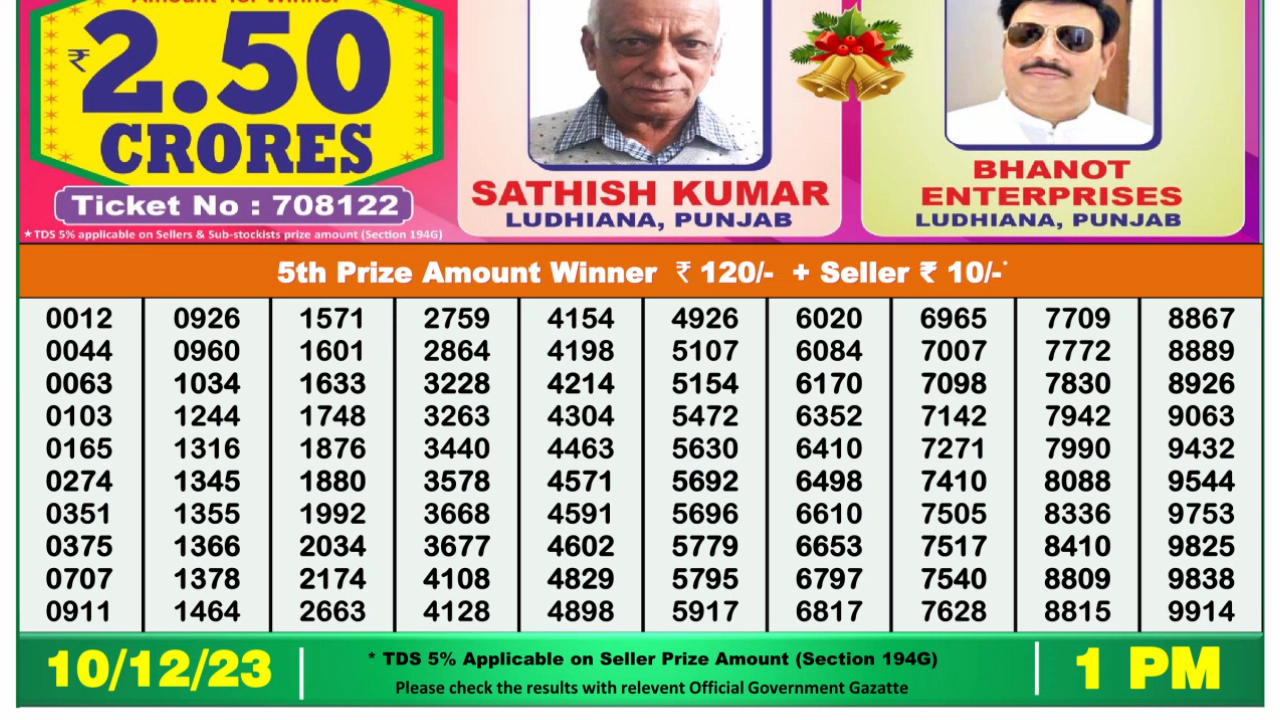 Amount for Winner
₹2.50
CRORES
Ticket No : 708122
★TDS 5% applicable on Sellers & Sub-stockists prize amount (Section 194G)
SATHISH KUMAR
LUDHIANA, PUNJAB
BHANOT
ENTERPRISES
LUDHIANA, PUNJAB
5th Prize Amount Winner ₹ 120/- + Seller ₹ 10/-*
0012 0926 1571 2759 4154 4926 6020 6965 7709 8867
0044 0960 1601 2864 4198 5107 6084 7007 7772 8889
0063 1034 1633 3228 4214 5154 6170 7098 7830 8926
0103 1244 1748 3263 4304 5472 6352 7142 7942 9063
0165 1316 1876 3440 4463 5630 6410 7271 7990 9432
0274 1345 1880 3578 4571 5692 6498 7410 8088 9544
0351 1355 1992 3668 4591 5696 6610 7505 8336 9753
0375 1366 2034 3677 4602 5779 6653 7517 8410 9825
0707 1378 2174 4108 4829 5795 6797 7540 8809 9838
0911 1464 2663 4128 4898 5917 6817 7628 8815 9914
10/12/23
* TDS 5% Applicable on Seller Prize Amount (Section 194G)
Please check the results with relevent Official Government Gazatte
1 PM